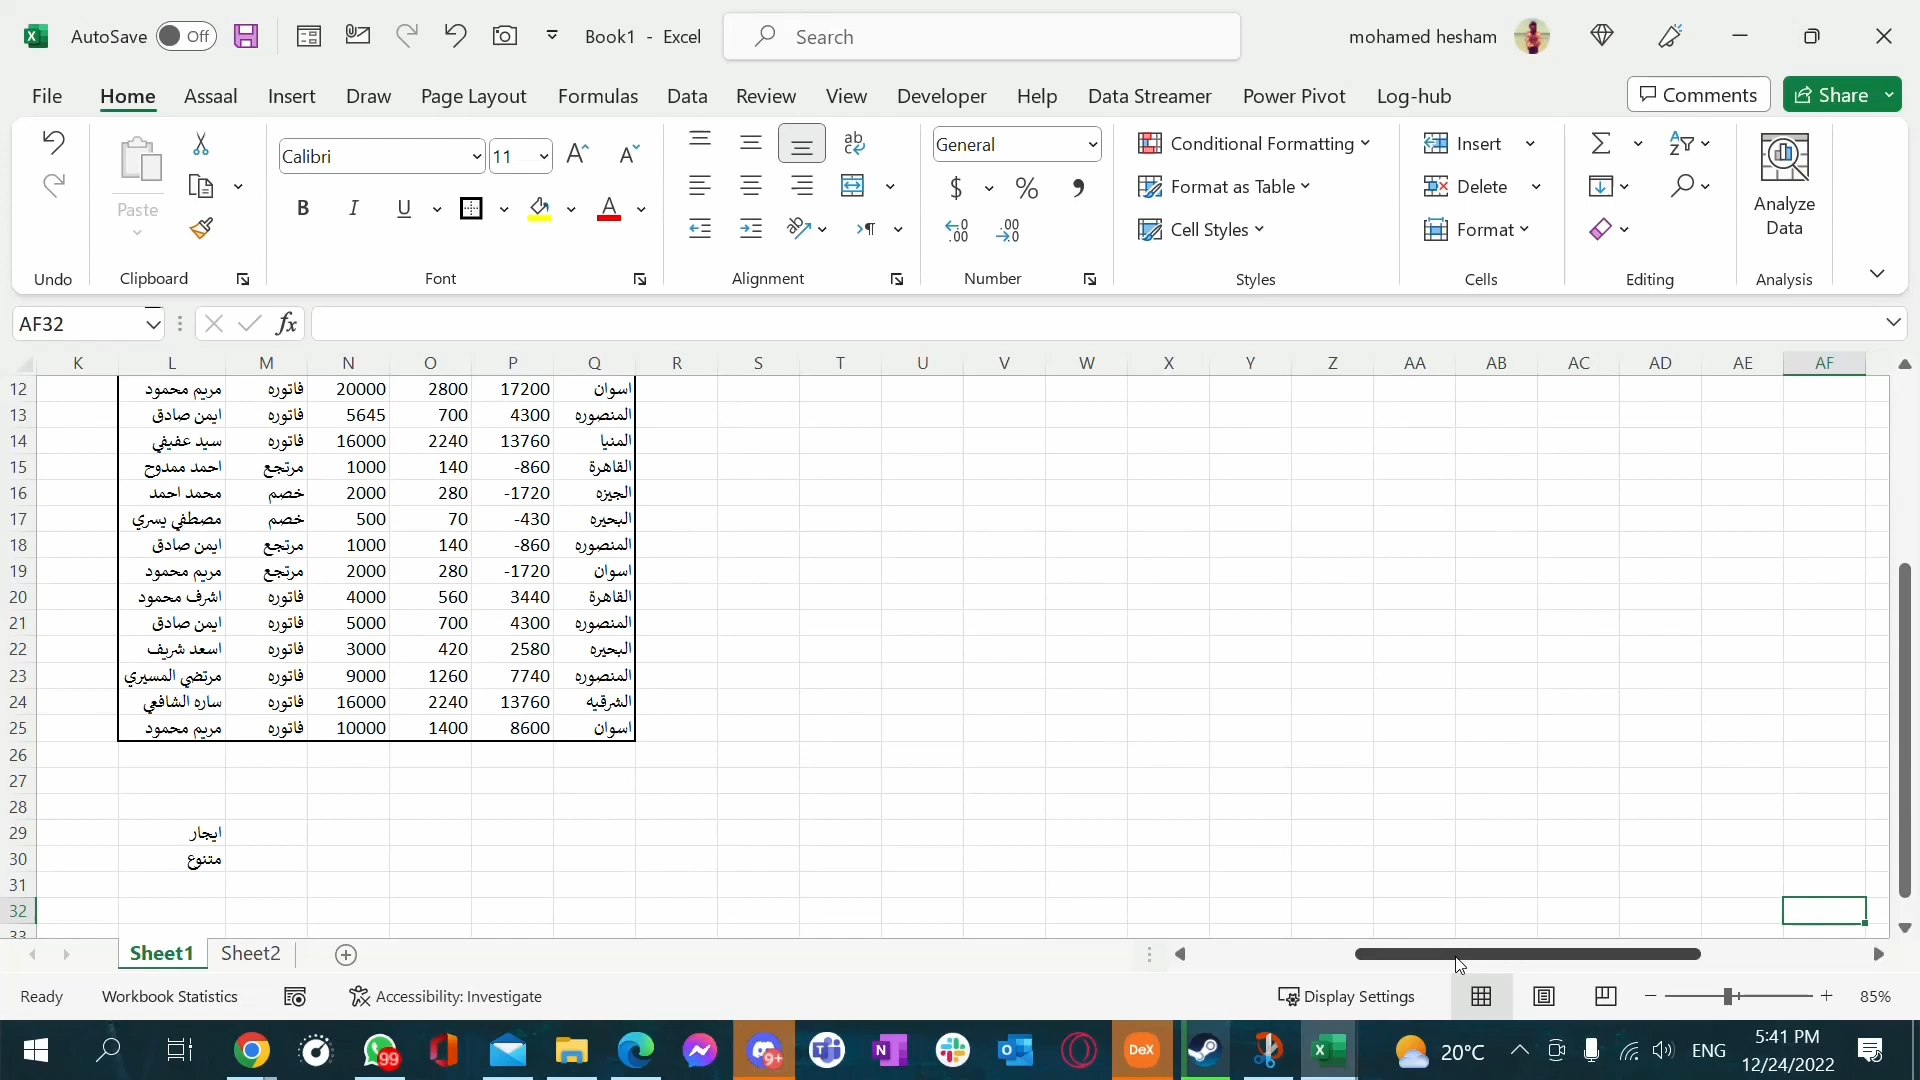 AutoSave Off Book1 - Excel Search mohamed hesham
File Home Assaal Insert Draw Page Layout Formulas Data Review View Developer Help Data Streamer Power Pivot Log-hub Comments Share
Calibri 11 ab General Conditional Formatting Insert
Paste B I U A $ % Format as Table Delete Analyze Data
Cell Styles Format
Undo Clipboard Font Alignment Number Styles Cells Editing Analysis
AF32 fx
K L M N O P Q R S T U V W X Y Z AA AB AC AD AE AF
12 مريم محمود فاتوره 20000 2800 17200 اسوان
13 ايمن صادق فاتوره 5645 700 4300 المنصوره
14 سيد عفيفي فاتوره 16000 2240 13760 المنيا
15 احمد ممدوح مرتجع 1000 140 -860 القاهرة
16 محمد احمد خصم 2000 280 -1720 الجيزه
17 مصطفي يسري خصم 500 70 -430 البحيره
18 ايمن صادق مرتجع 1000 140 -860 المنصوره
19 مريم محمود مرتجع 2000 280 -1720 اسوان
20 اشرف محمود فاتوره 4000 560 3440 القاهرة
21 ايمن صادق فاتوره 5000 700 4300 المنصوره
22 اسعد شريف فاتوره 3000 420 2580 البحيره
23 مرتضي المسيري فاتوره 9000 1260 7740 المنصوره
24 ساره الشافعي فاتوره 16000 2240 13760 الشرقيه
25 مريم محمود فاتوره 10000 1400 8600 اسوان
26
27
28
29 ايجار
30 متنوع
31
32
33
Sheet1 Sheet2
Ready Workbook Statistics Accessibility: Investigate Display Settings 85%
99 9+ DeX 20°C ENG 5:41 PM
12/24/2022